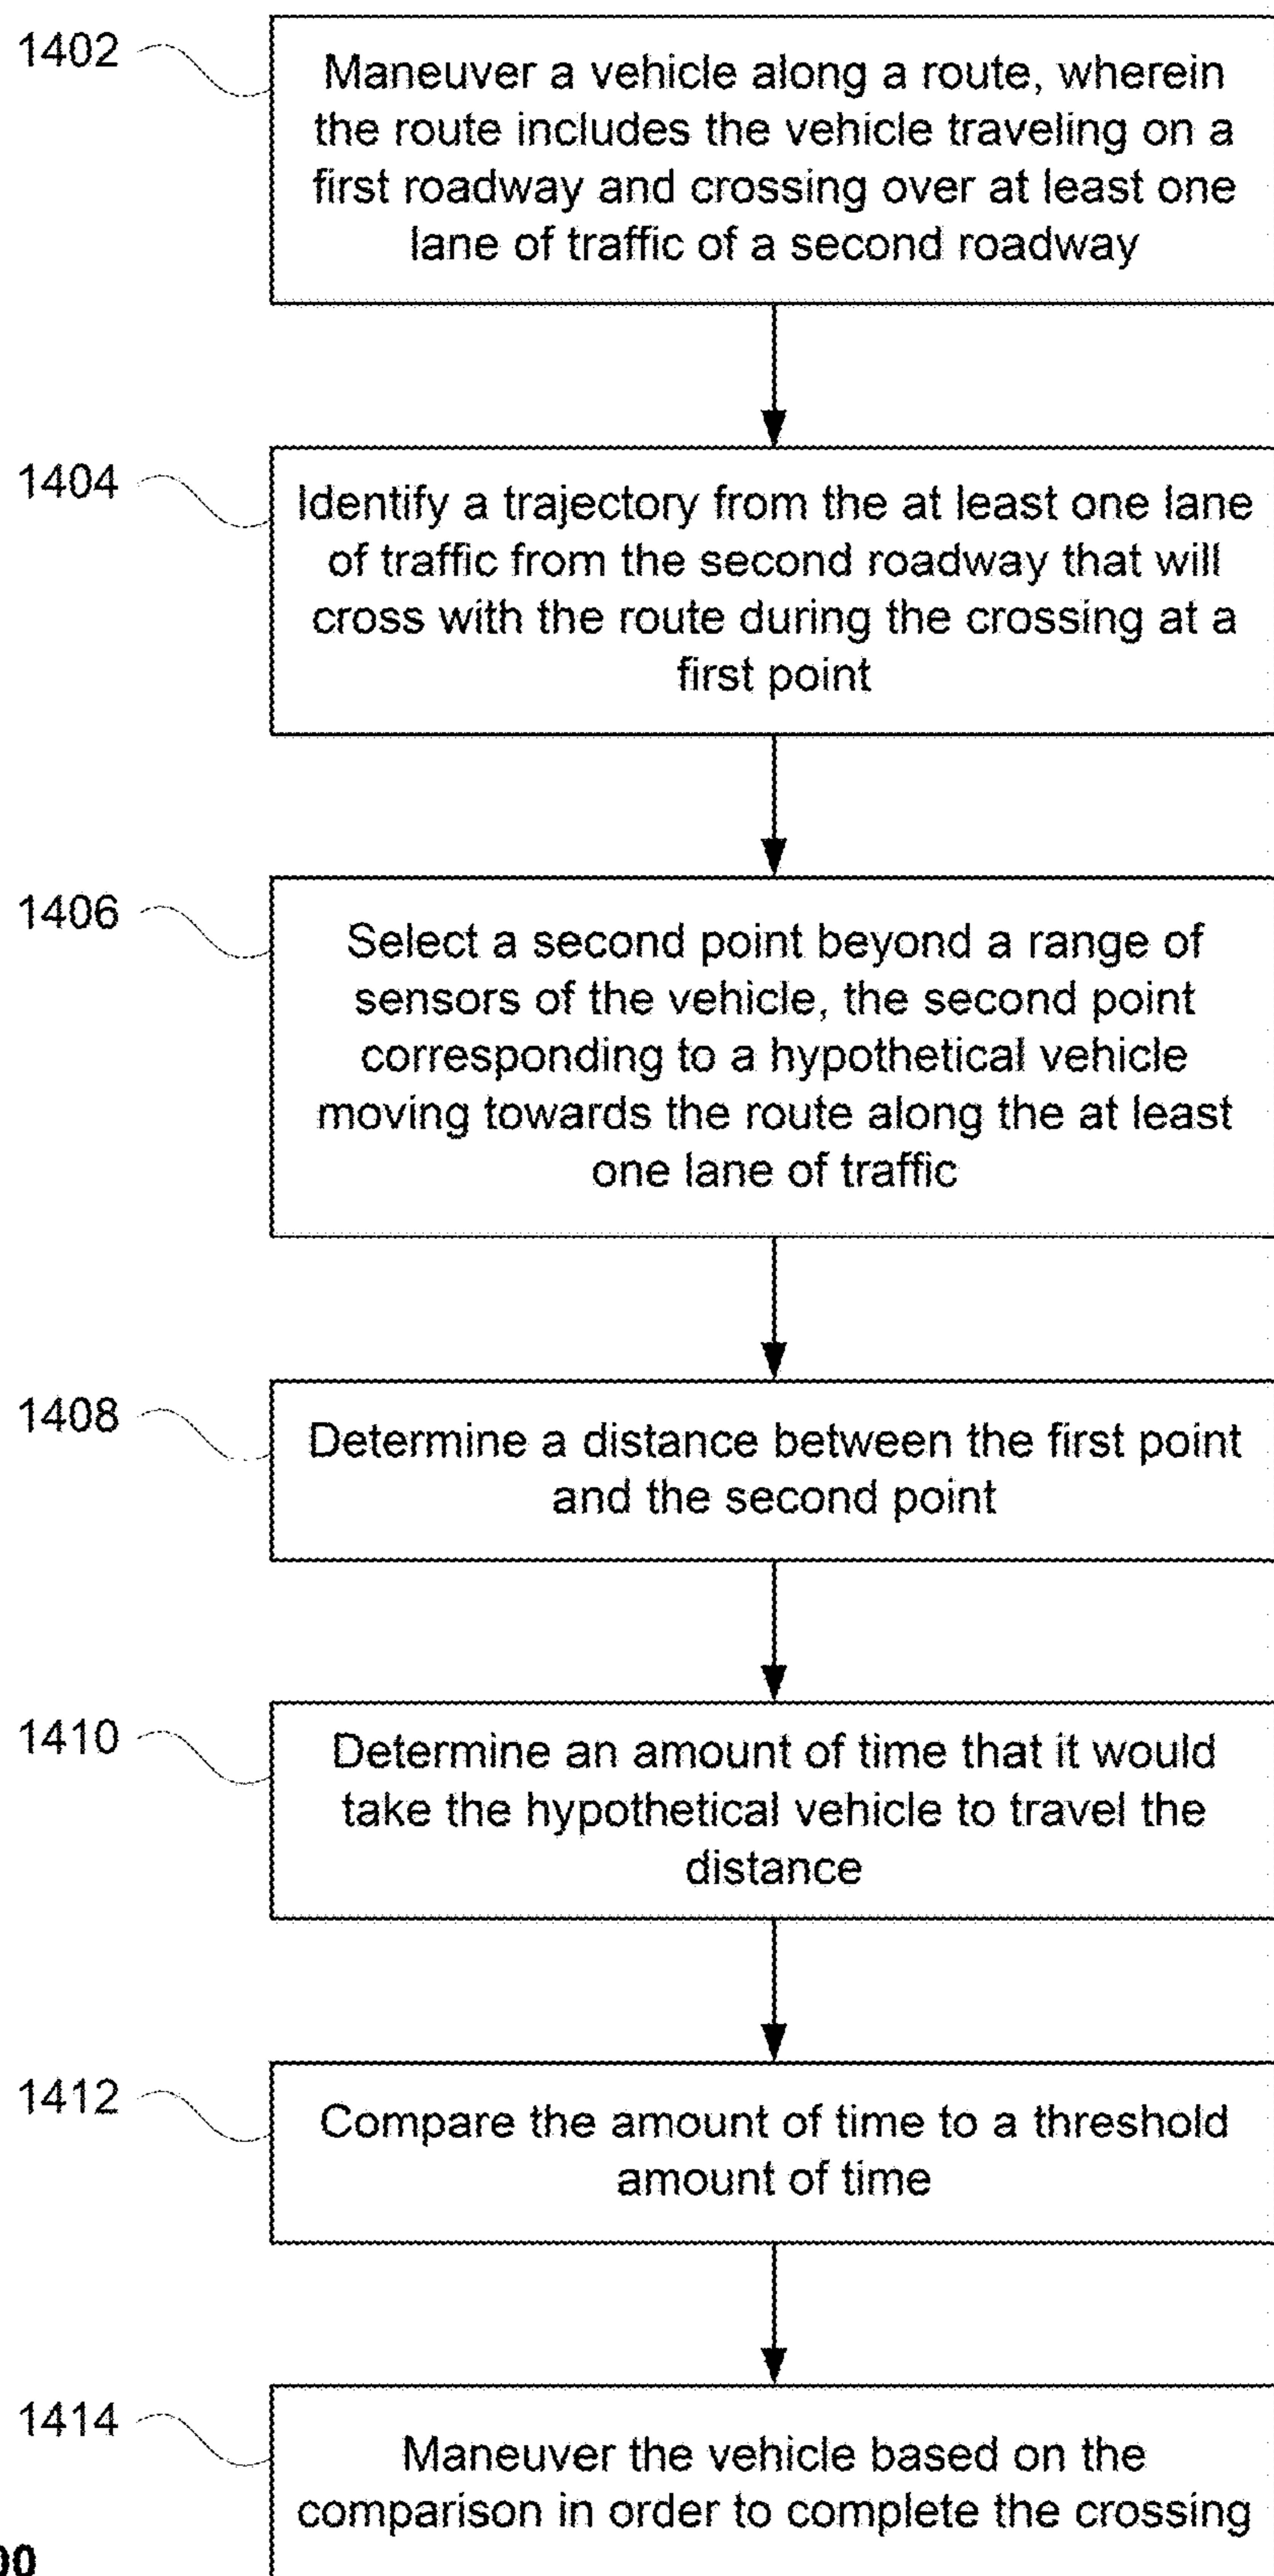 1402
Maneuver a vehicle along a route, wherein
the route includes the vehicle traveling on a
first roadway and crossing over at least one
lane of traffic of a second roadway
1404
Identify a trajectory from the at least one lane
of traffic from the second roadway that will
cross with the route during the crossing at a
first point
1406
Select a second point beyond a range of
sensors of the vehicle, the second point
corresponding to a hypothetical vehicle
moving towards the route along the at least
one lane of traffic
1408
Determine a distance between the first point
and the second point
1410
Determine an amount of time that it would
take the hypothetical vehicle to travel the
distance
1412
Compare the amount of time to a threshold
amount of time
1414
Maneuver the vehicle based on the
comparison in order to complete the crossing